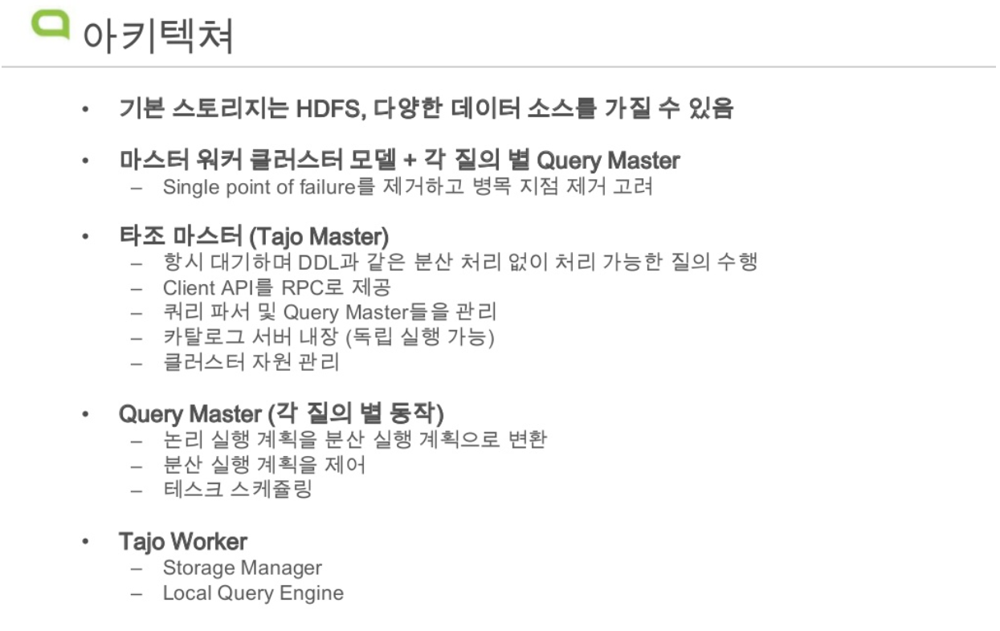 아키텍쳐
• 기본 스토리지는 HDFS, 다양한 데이터 소스를 가질 수 있음
• 마스터 워커 클러스터 모델 + 각 질의 별 Query Master
– Single point of failure를 제거하고 병목 지점 제거 고려
• 타조 마스터 (Tajo Master)
– 항시 대기하며 DDL과 같은 분산 처리 없이 처리 가능한 질의 수행
– Client API를 RPC로 제공
– 쿼리 파서 및 Query Master들을 관리
– 카탈로그 서버 내장 (독립 실행 가능)
– 클러스터 자원 관리
• Query Master (각 질의 별 동작)
– 논리 실행 계획을 분산 실행 계획으로 변환
– 분산 실행 계획을 제어
– 테스크 스케쥴링
• Tajo Worker
– Storage Manager
– Local Query Engine